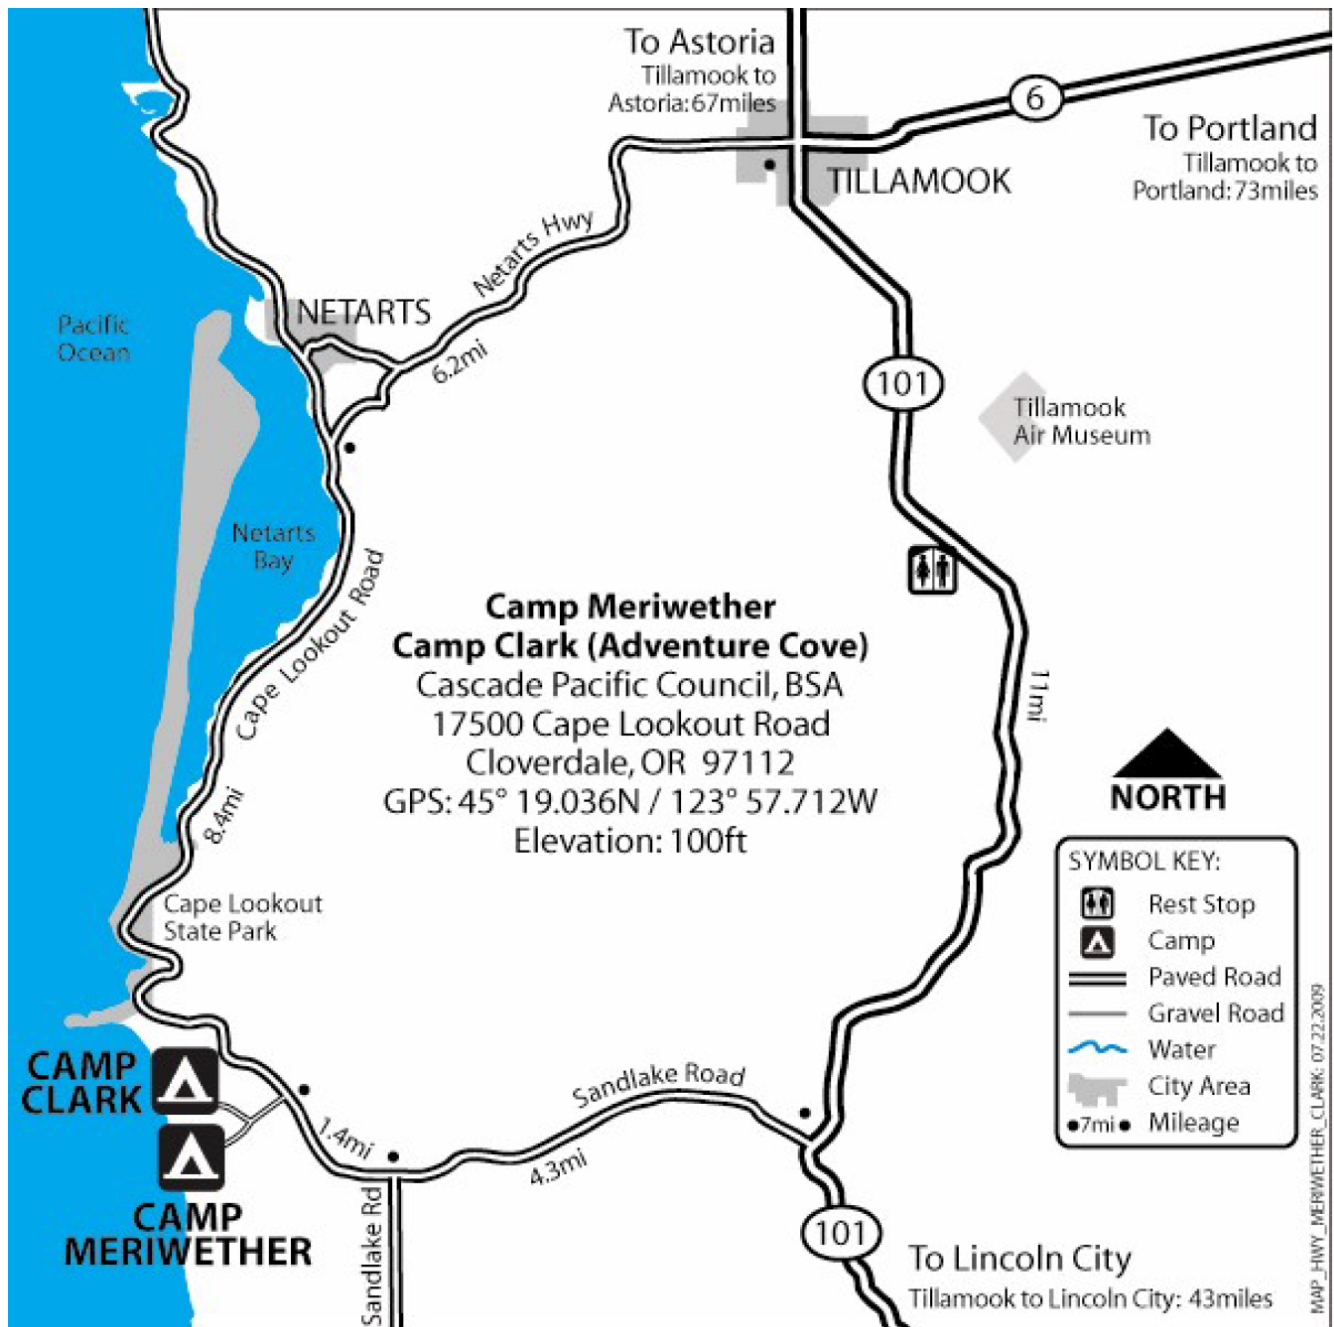 To Astoria
Tillamook to
Astoria: 67miles
6
To Portland
Tillamook to
Portland: 73miles
TILLAMOOK
Netarts Hwy
NETARTS
Pacific
Ocean
6.2mi
101
Tillamook
Air Museum
Netarts
Bay
Cape Lookout Road
Camp Meriwether
Camp Clark (Adventure Cove)
Cascade Pacific Council, BSA
17500 Cape Lookout Road
Cloverdale, OR 97112
GPS: 45° 19.036N / 123° 57.712W
Elevation: 100ft
11mi
NORTH
8.4mi
SYMBOL KEY:
Rest Stop
Camp
Paved Road
Gravel Road
Water
City Area
•7mi• Mileage
Cape Lookout
State Park
CAMP
CLARK
Sandlake Road
1.4mi
4.3mi
CAMP
MERIWETHER
Sandlake Rd
101
To Lincoln City
Tillamook to Lincoln City: 43miles
MAP_HWY_MERIWETHER_CLARK: 07.22.2009